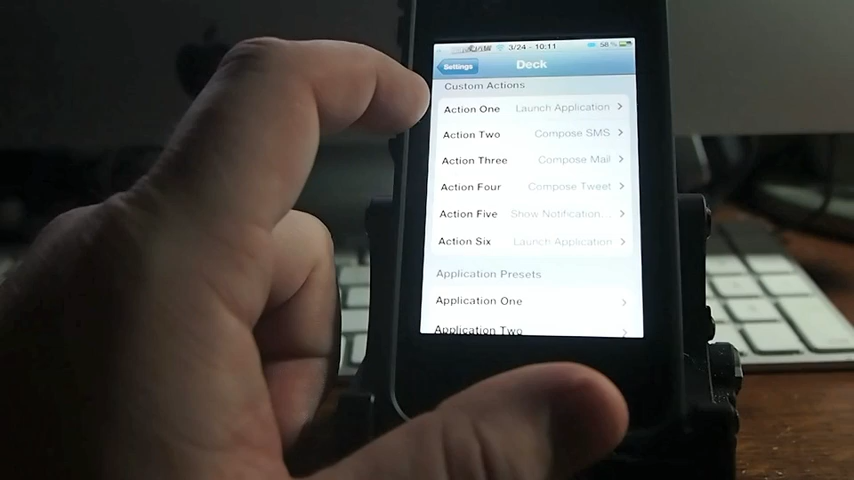 3/24 - 10:11 58 %
Settings Deck
Custom Actions
Action One Launch Application
Action Two Compose SMS
Action Three Compose Mail
Action Four Compose Tweet
Action Five Show Notification...
Action Six Launch Application
Application Presets
Application One
Application Two